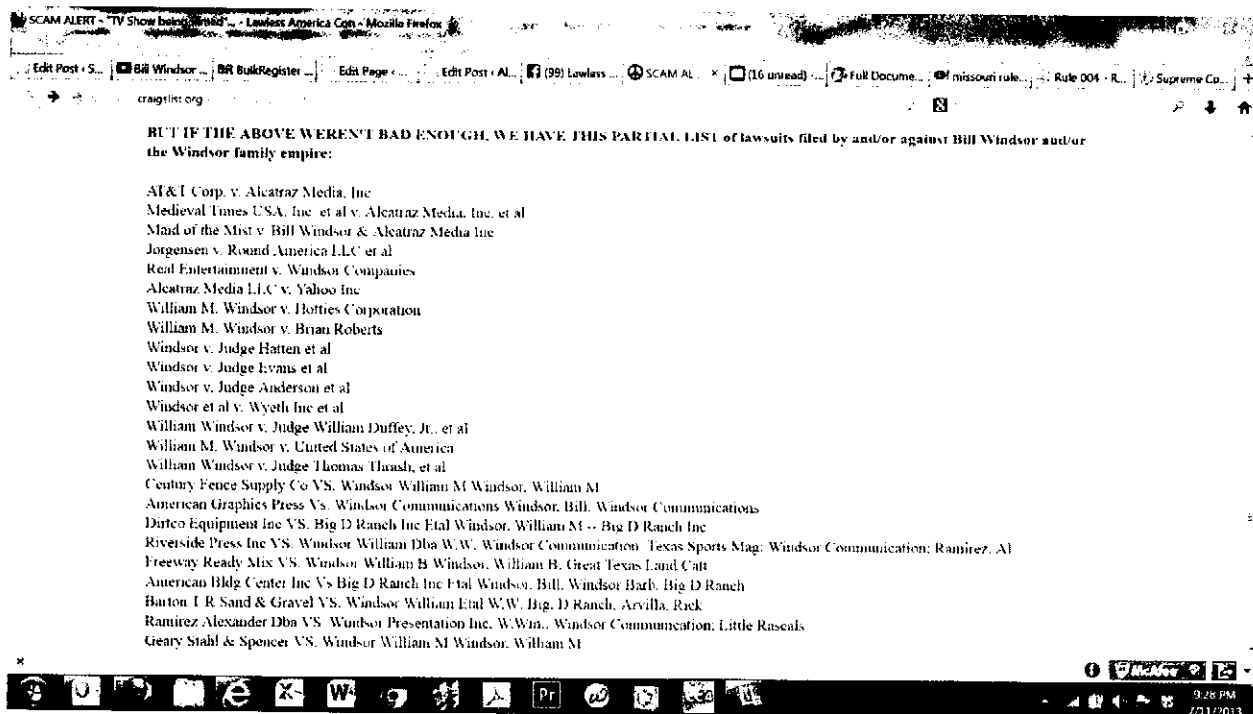 SCAM ALERT - "TV Show being filmed"... - Lawless America Con - Mozilla Firefox
Edit Post ‹ S... Bill Windsor ... BR BulkRegister ... Edit Page ‹ ... Edit Post ‹ Al... (99) Lawless ... SCAM AL... × (16 unread) ... Full Docume... missouri rule... Rule 004 - R... Supreme Co... +
craigslist.org
BUT IF THE ABOVE WEREN'T BAD ENOUGH, WE HAVE THIS PARTIAL LIST of lawsuits filed by and/or against Bill Windsor and/or
the Windsor family empire:
AT&T Corp. v. Alcatraz Media, Inc
Medieval Times USA, Inc. et al v. Alcatraz Media, Inc. et al
Maid of the Mist v. Bill Windsor & Alcatraz Media Inc
Jorgensen v. Round America LLC et al
Real Entertainment v. Windsor Companies
Alcatraz Media LLC v. Yahoo Inc
William M. Windsor v. Hotties Corporation
William M. Windsor v. Brian Roberts
Windsor v. Judge Hatten et al
Windsor v. Judge Evans et al
Windsor v. Judge Anderson et al
Windsor et al v. Wyeth Inc et al
William Windsor v. Judge William Duffey, Jr., et al
William M. Windsor v. United States of America
William Windsor v. Judge Thomas Thrash, et al
Century Fence Supply Co VS. Windsor William M Windsor, William M
American Graphics Press Vs. Windsor Communications Windsor, Bill, Windsor Communications
Dirtco Equipment Inc VS. Big D Ranch Inc Etal Windsor, William M -- Big D Ranch Inc
Riverside Press Inc VS. Windsor William Dba W.W. Windsor Communication Texas Sports Mag; Windsor Communication; Ramirez, Al
Freeway Ready Mix VS. Windsor William B Windsor, William B, Great Texas Land Catt
American Bldg Center Inc Vs Big D Ranch Inc Etal Windsor, Bill, Windsor Barb, Big D Ranch
Barton T R Sand & Gravel VS. Windsor William Etal W.W. Big, D Ranch, Arvilla, Rick
Ramirez Alexander Dba VS. Windsor Presentation Inc, W.Win., Windsor Communication; Little Rascals
Geary Stahl & Spencer VS. Windsor William M Windsor, William M
McAfee
9:28 PM
7/11/2013